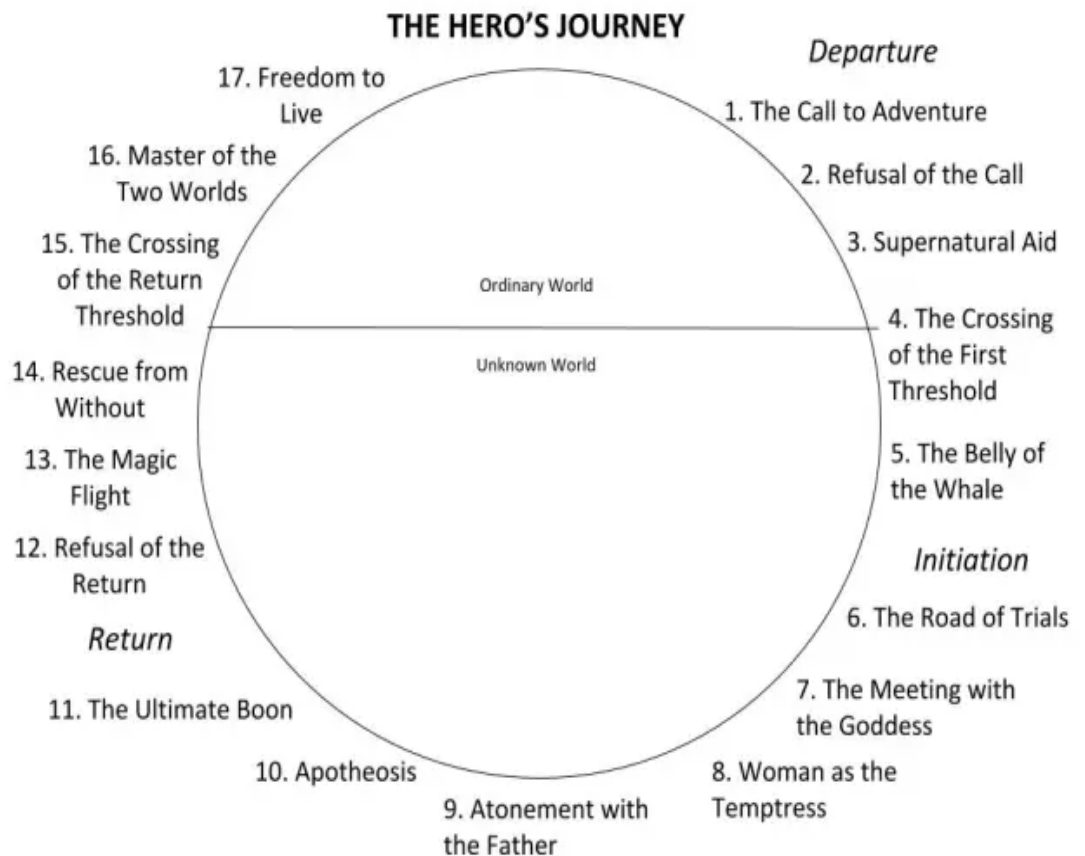 THE HERO'S JOURNEY
Departure
1. The Call to Adventure
2. Refusal of the Call
3. Supernatural Aid
4. The Crossing
of the First
Threshold
5. The Belly of
the Whale
Initiation
6. The Road of Trials
7. The Meeting with
the Goddess
8. Woman as the
Temptress
9. Atonement with
the Father
10. Apotheosis
11. The Ultimate Boon
Return
12. Refusal of the
Return
13. The Magic
Flight
14. Rescue from
Without
15. The Crossing
of the Return
Threshold
16. Master of the
Two Worlds
17. Freedom to
Live
Ordinary World
Unknown World